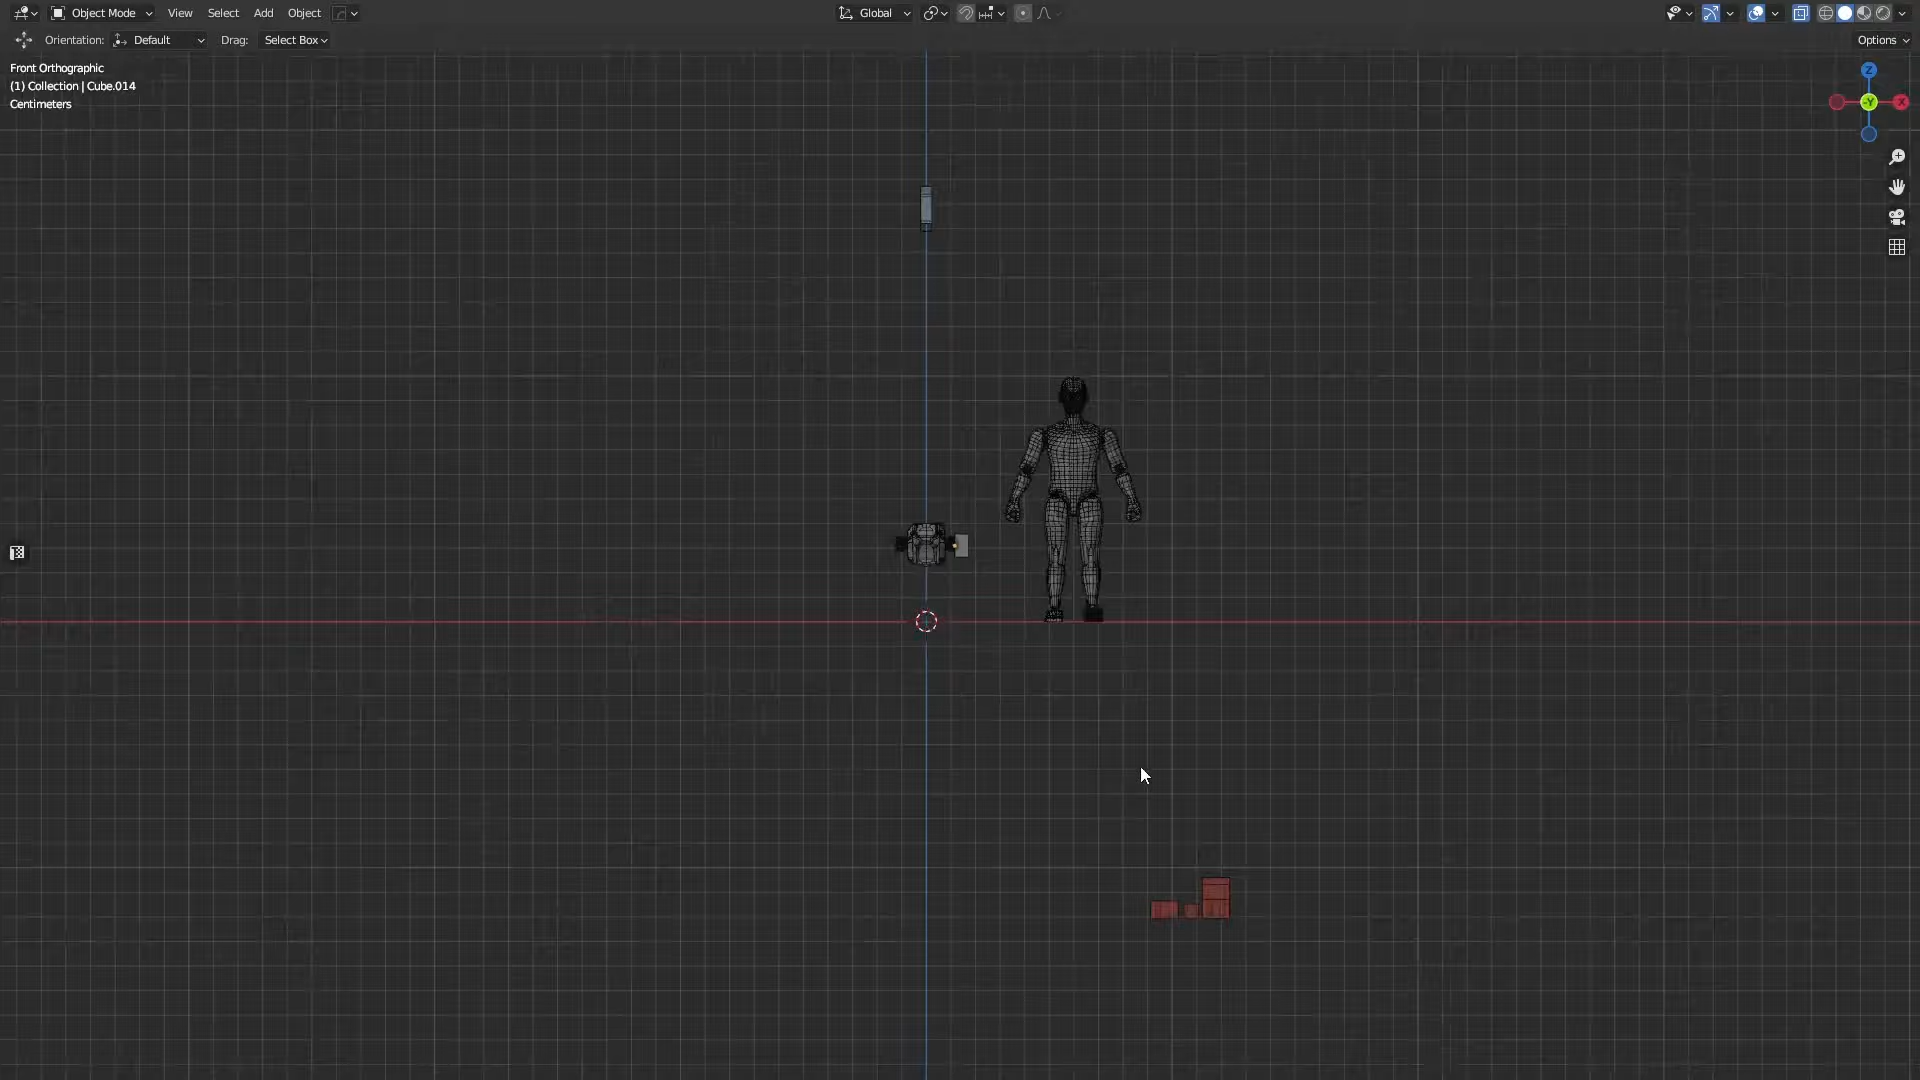 Object Mode View Select Add Object Global
Orientation: Default Drag: Select Box Options
Front Orthographic
(1) Collection | Cube.014
Centimeters
Z
-Y X